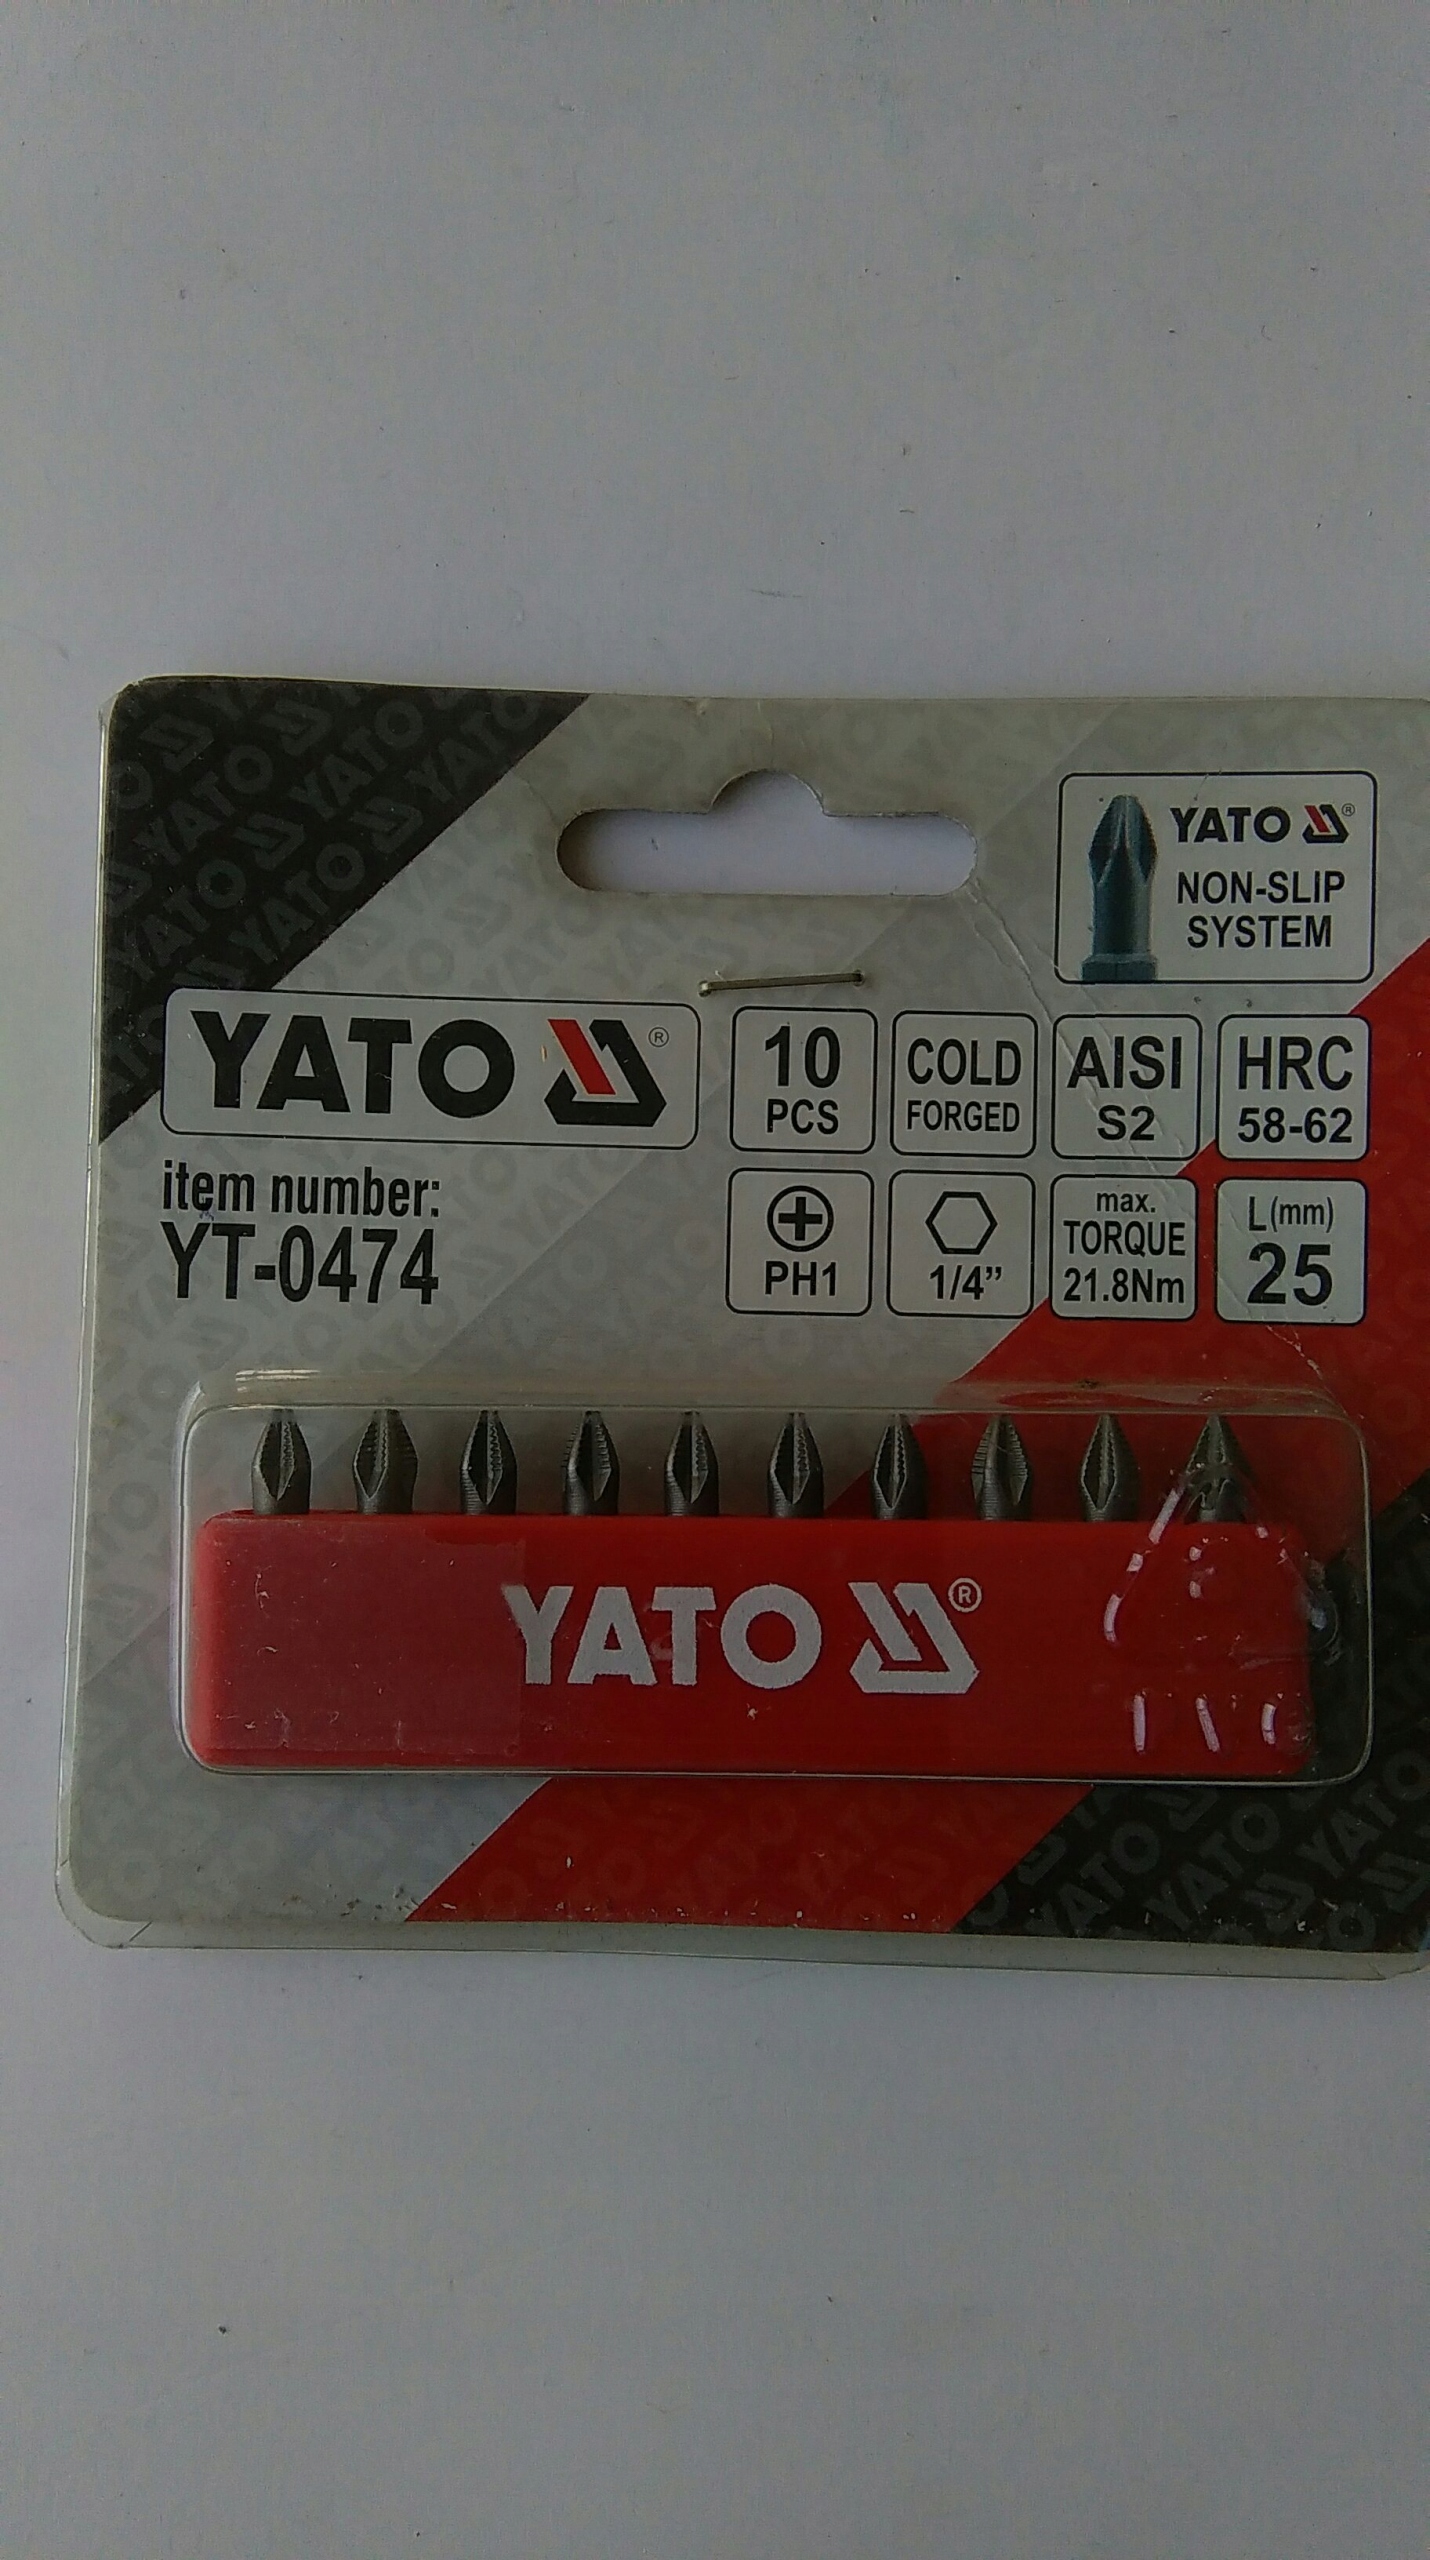 YATO ®
NON-SLIP
SYSTEM
YATO ®
10
PCS
COLD
FORGED
AISI
S2
HRC
58-62
item number:
YT-0474
PH1
1/4”
max.
TORQUE
21.8Nm
L(mm)
25
YATO ®